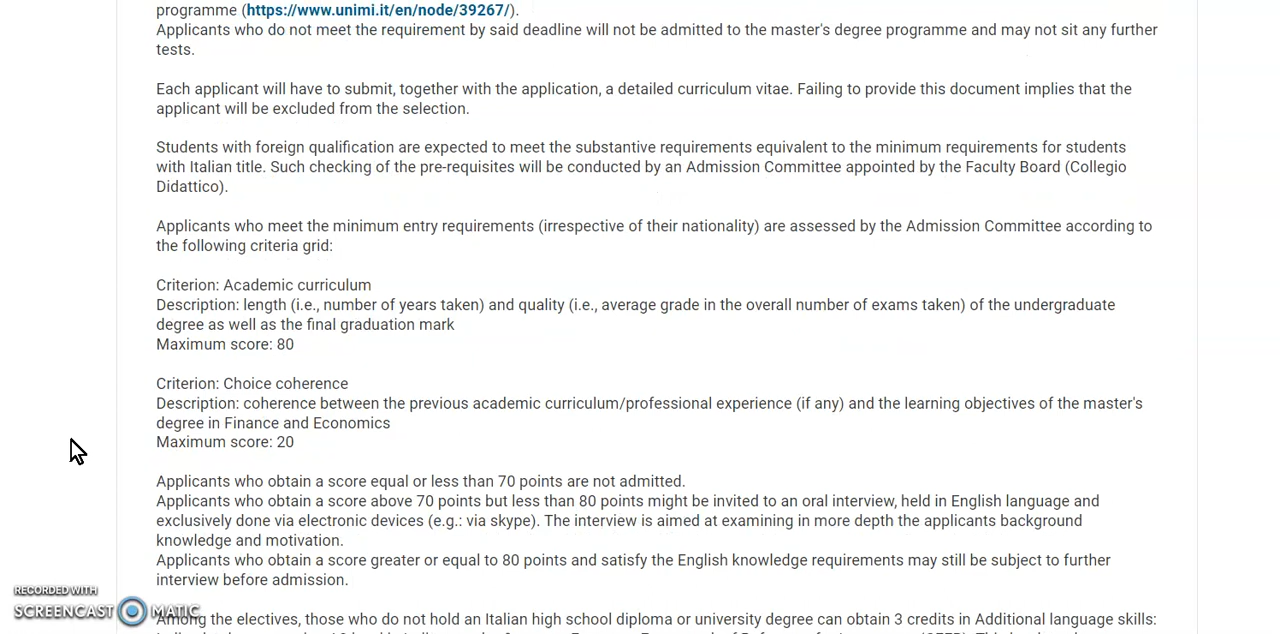 programme (https://www.unimi.it/en/node/39267/).
Applicants who do not meet the requirement by said deadline will not be admitted to the master's degree programme and may not sit any further
tests.
Each applicant will have to submit, together with the application, a detailed curriculum vitae. Failing to provide this document implies that the
applicant will be excluded from the selection.
Students with foreign qualification are expected to meet the substantive requirements equivalent to the minimum requirements for students
with Italian title. Such checking of the pre-requisites will be conducted by an Admission Committee appointed by the Faculty Board (Collegio
Didattico).
Applicants who meet the minimum entry requirements (irrespective of their nationality) are assessed by the Admission Committee according to
the following criteria grid:
Criterion: Academic curriculum
Description: length (i.e., number of years taken) and quality (i.e., average grade in the overall number of exams taken) of the undergraduate
degree as well as the final graduation mark
Maximum score: 80
Criterion: Choice coherence
Description: coherence between the previous academic curriculum/professional experience (if any) and the learning objectives of the master's
degree in Finance and Economics
Maximum score: 20
Applicants who obtain a score equal or less than 70 points are not admitted.
Applicants who obtain a score above 70 points but less than 80 points might be invited to an oral interview, held in English language and
exclusively done via electronic devices (e.g.: via skype). The interview is aimed at examining in more depth the applicants background
knowledge and motivation.
Applicants who obtain a score greater or equal to 80 points and satisfy the English knowledge requirements may still be subject to further
interview before admission.
RECORDED WITH
SCREENCAST MATIC
Among the electives, those who do not hold an Italian high school diploma or university degree can obtain 3 credits in Additional language skills: